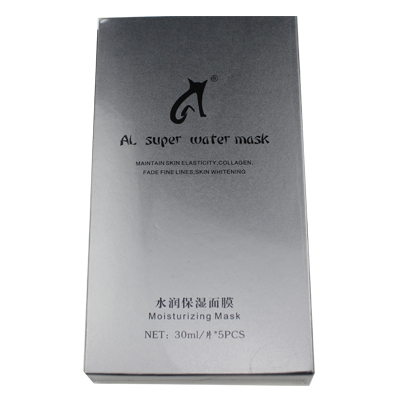 ®
AL super water mask
MAINTAIN SKIN ELASTICITY,COLLAGEN,
FADE FINE LINES,SKIN WHITENING
水润保湿面膜
Moisturizing Mask
NET: 30ml/片*5PCS